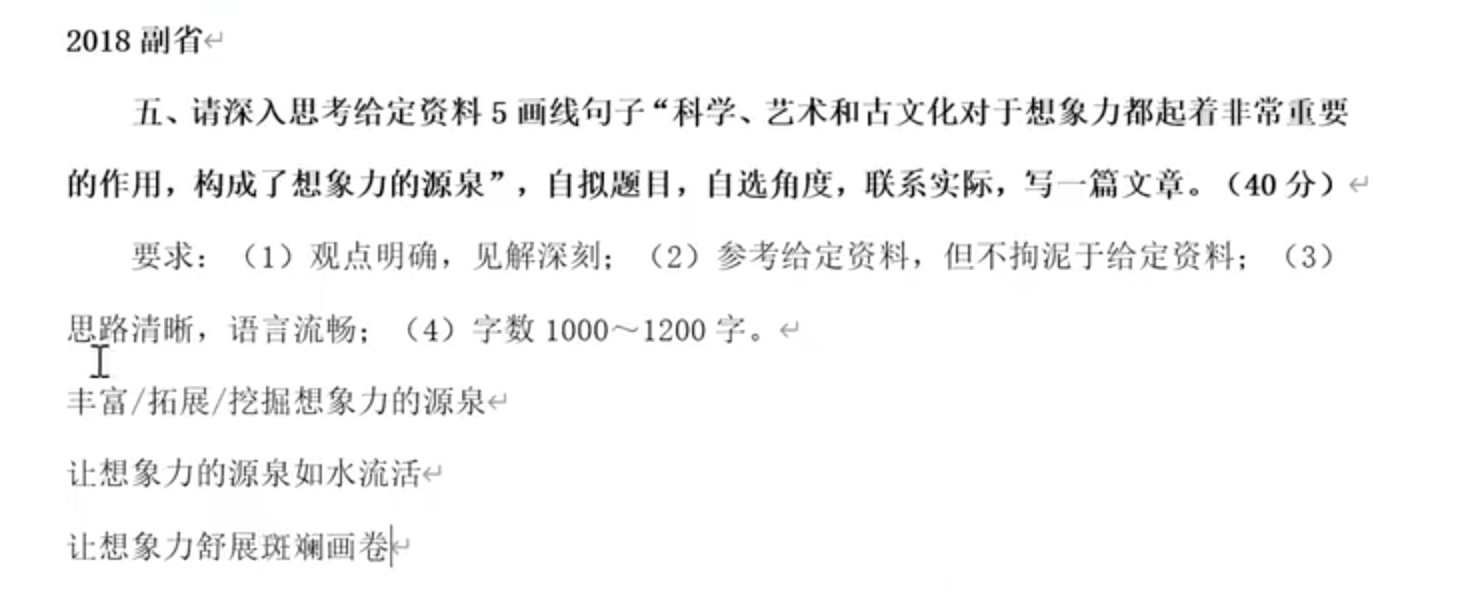 2018 副省
五、请深入思考给定资料 5 画线句子“科学、艺术和古文化对于想象力都起着非常重要
的作用，构成了想象力的源泉”，自拟题目，自选角度，联系实际，写一篇文章。（40 分）
要求：（1）观点明确，见解深刻；（2）参考给定资料，但不拘泥于给定资料；（3）
思路清晰，语言流畅；（4）字数 1000～1200 字。
丰富/拓展/挖掘想象力的源泉
让想象力的源泉如水流活
让想象力舒展斑斓画卷